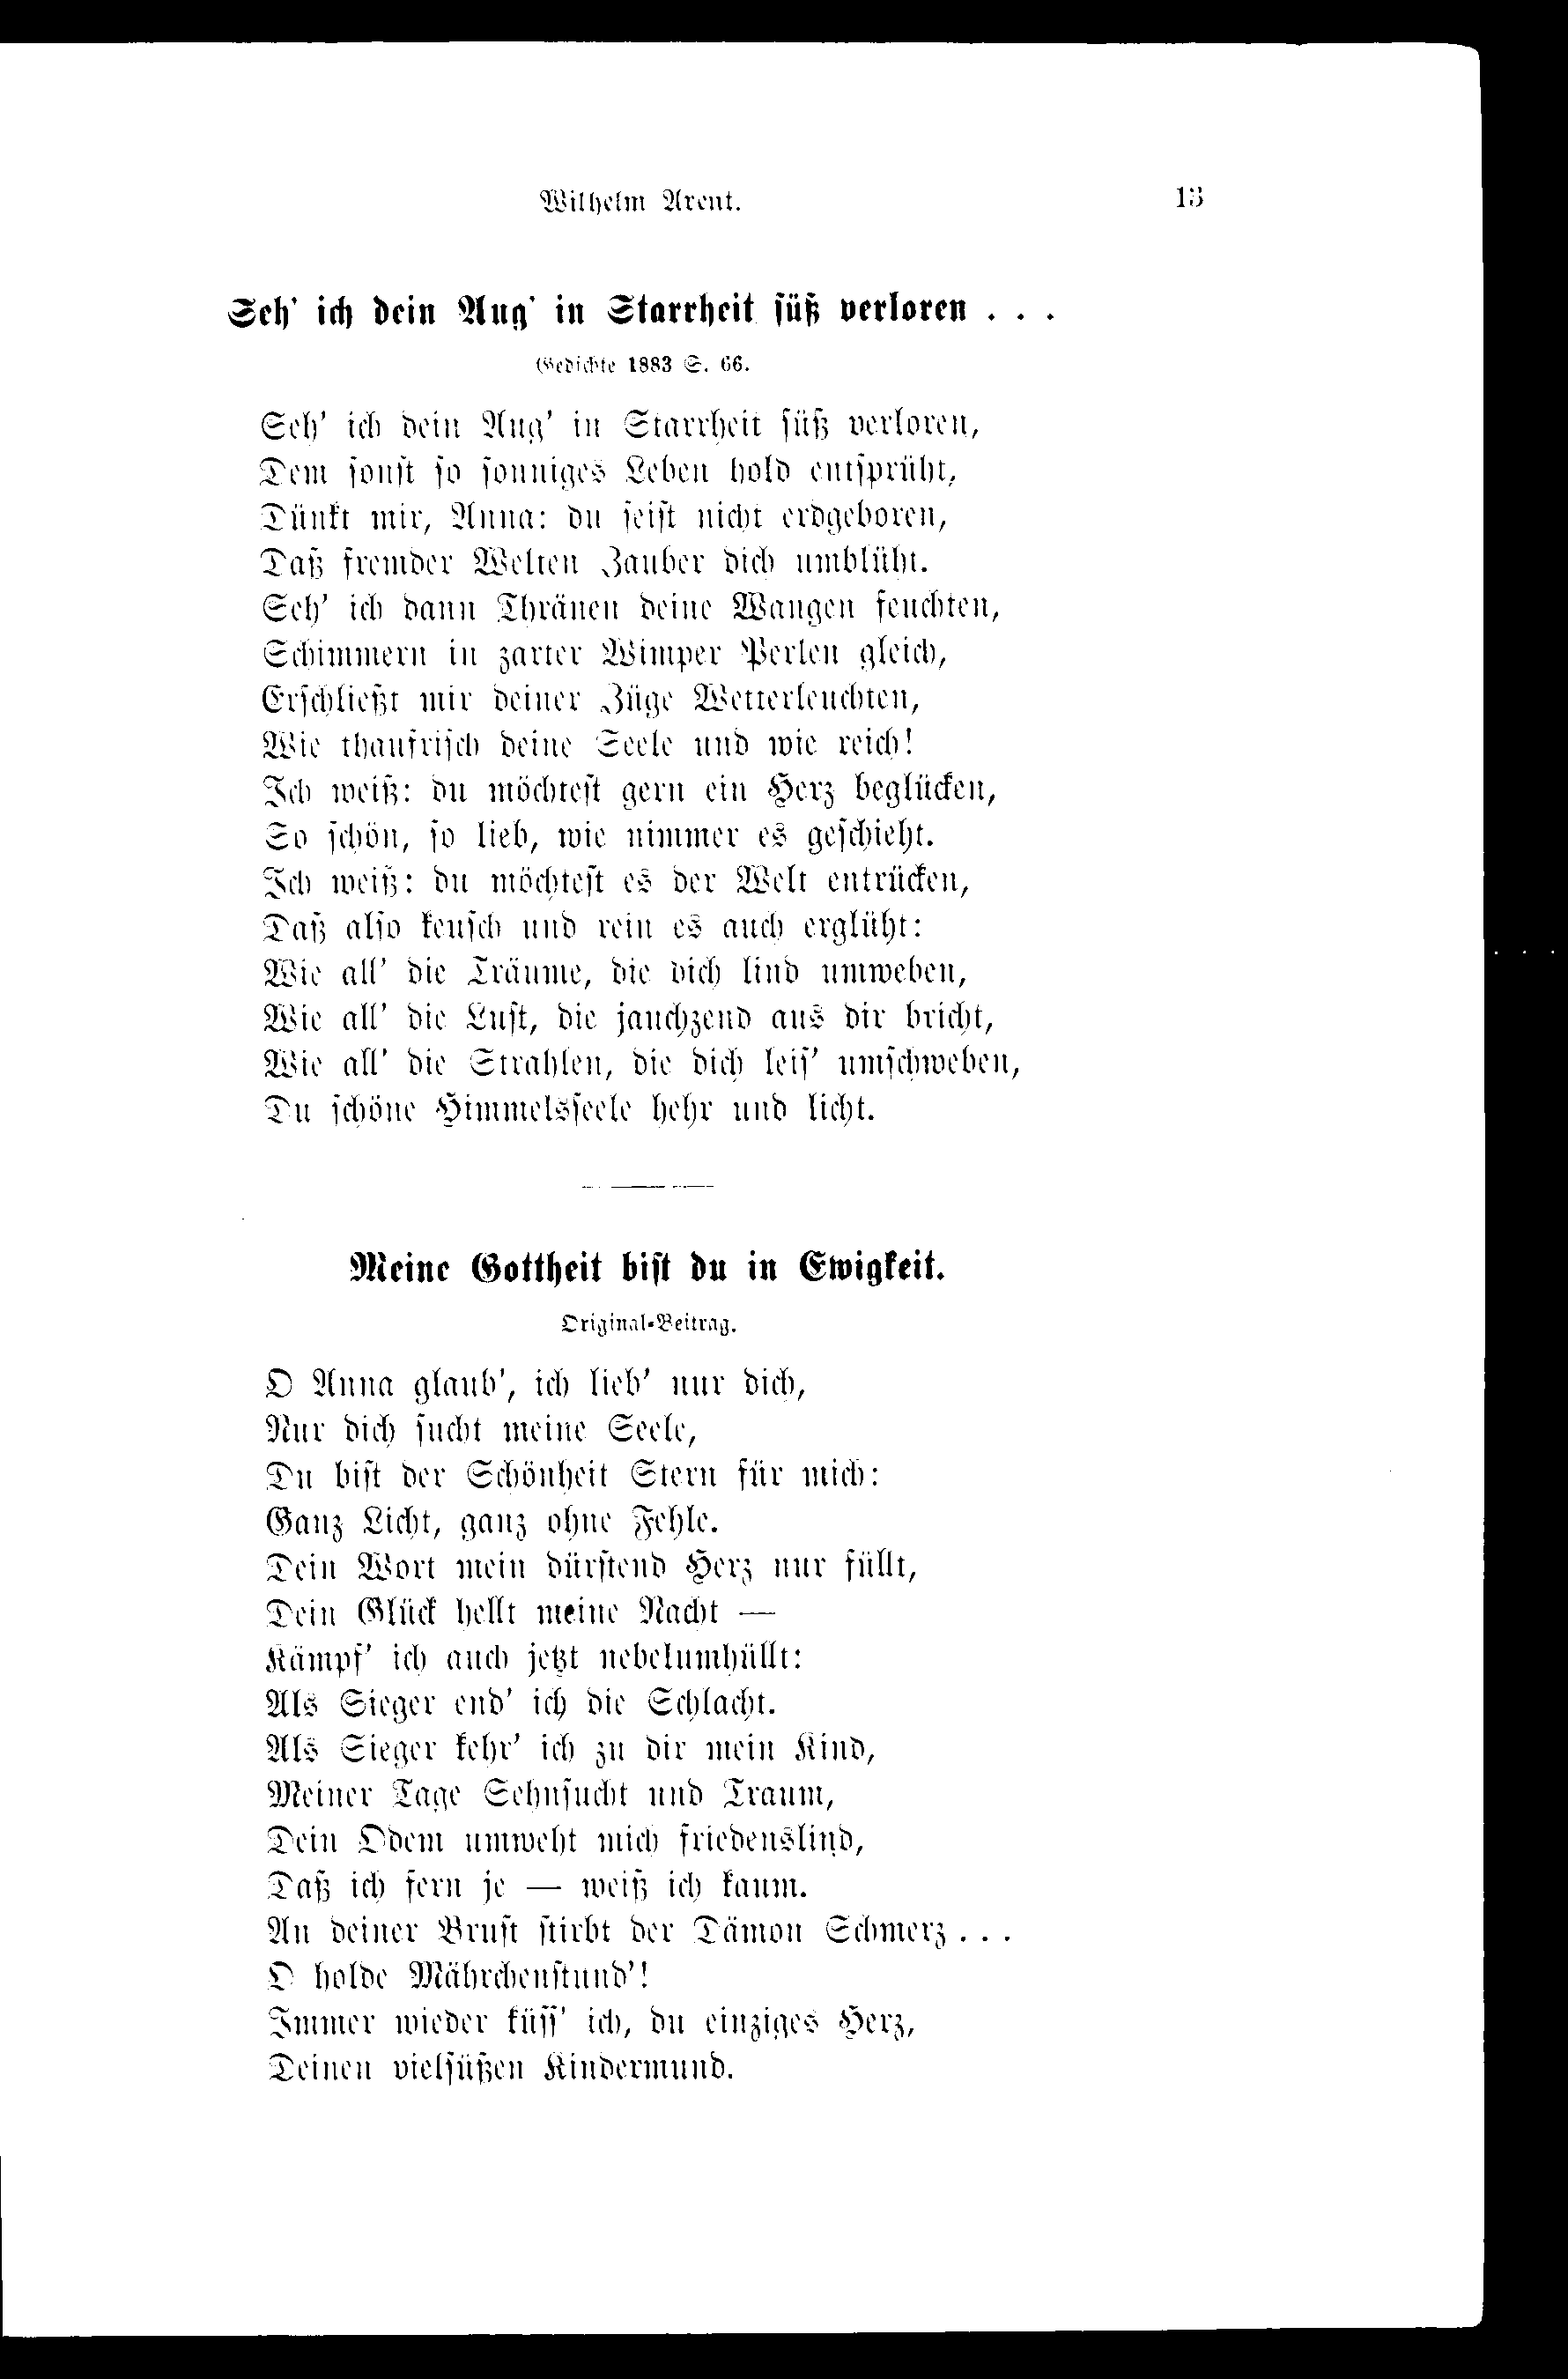 Wilhelm Arent. 13
Seh' ich dein Aug' in Starrheit süß verloren . . .
Gedichte 1883 S. 66.
Seh' ich dein Aug' in Starrheit süß verloren,
Dem sonst so sonniges Leben hold entsprüht,
Dünkt mir, Anna: du seist nicht erdgeboren,
Daß fremder Welten Zauber dich umblüht.
Seh' ich dann Thränen deine Wangen feuchten,
Schimmern in zarter Wimper Perlen gleich,
Erschließt mir deiner Züge Wetterleuchten,
Wie thaufrisch deine Seele und wie reich!
Ich weiß: du möchtest gern ein Herz beglücken,
So schön, so lieb, wie nimmer es geschieht.
Ich weiß: du möchtest es der Welt entrücken,
Daß also keusch und rein es auch erglüht:
Wie all' die Träume, die dich lind umweben,
Wie all' die Lust, die jauchzend aus dir bricht,
Wie all' die Strahlen, die dich leis' umschweben,
Du schöne Himmelsseele hehr und licht.
Meine Gottheit bist du in Ewigkeit.
Original-Beitrag.
O Anna glaub', ich lieb' nur dich,
Nur dich sucht meine Seele,
Du bist der Schönheit Stern für mich:
Ganz Licht, ganz ohne Fehle.
Dein Wort mein dürstend Herz nur füllt,
Dein Glück hellt meine Nacht —
Kämpf' ich auch jetzt nebelumhüllt:
Als Sieger end' ich die Schlacht.
Als Sieger kehr' ich zu dir mein Kind,
Meiner Tage Sehnsucht und Traum,
Dein Odem umweht mich friedenslind,
Daß ich fern je — weiß ich kaum.
An deiner Brust stirbt der Dämon Schmerz . . .
O holde Mährchenstund'!
Immer wieder küss' ich, du einziges Herz,
Deinen vielsüßen Kindermund.